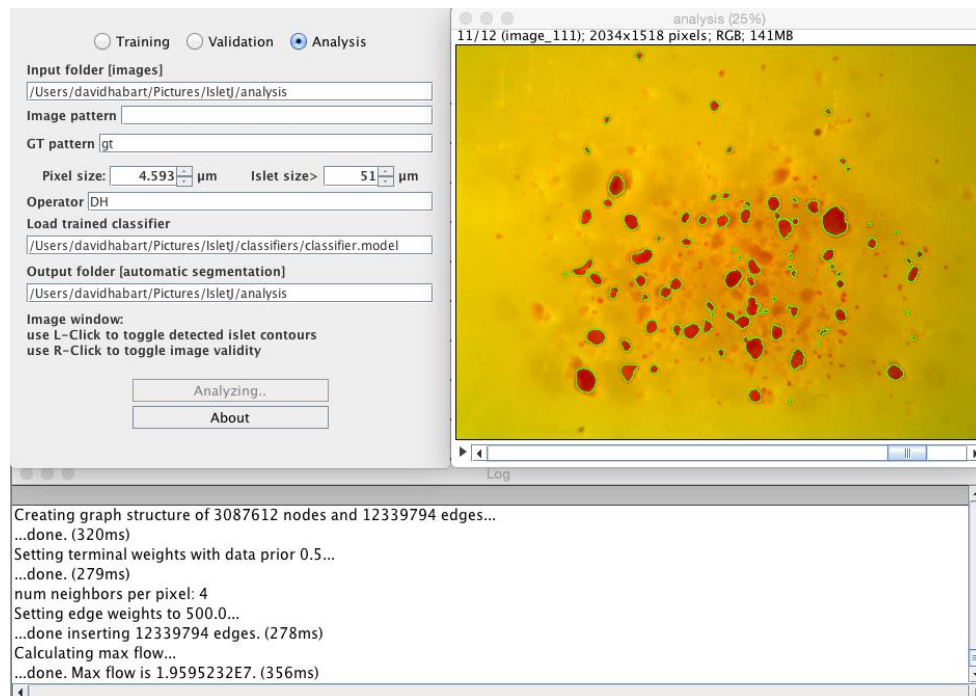 Training Validation Analysis
Input folder [images]
/Users/davidhabart/Pictures/IsletJ/analysis
Image pattern
GT pattern gt
Pixel size: 4.593 µm Islet size> 51 µm
Operator DH
Load trained classifier
/Users/davidhabart/Pictures/IsletJ/classifiers/classifier.model
Output folder [automatic segmentation]
/Users/davidhabart/Pictures/IsletJ/analysis
Image window:
use L-Click to toggle detected islet contours
use R-Click to toggle image validity
Analyzing..
About
analysis (25%)
11/12 (image_111); 2034x1518 pixels; RGB; 141MB
Log
Creating graph structure of 3087612 nodes and 12339794 edges...
...done. (320ms)
Setting terminal weights with data prior 0.5...
...done. (279ms)
num neighbors per pixel: 4
Setting edge weights to 500.0...
...done inserting 12339794 edges. (278ms)
Calculating max flow...
...done. Max flow is 1.9595232E7. (356ms)